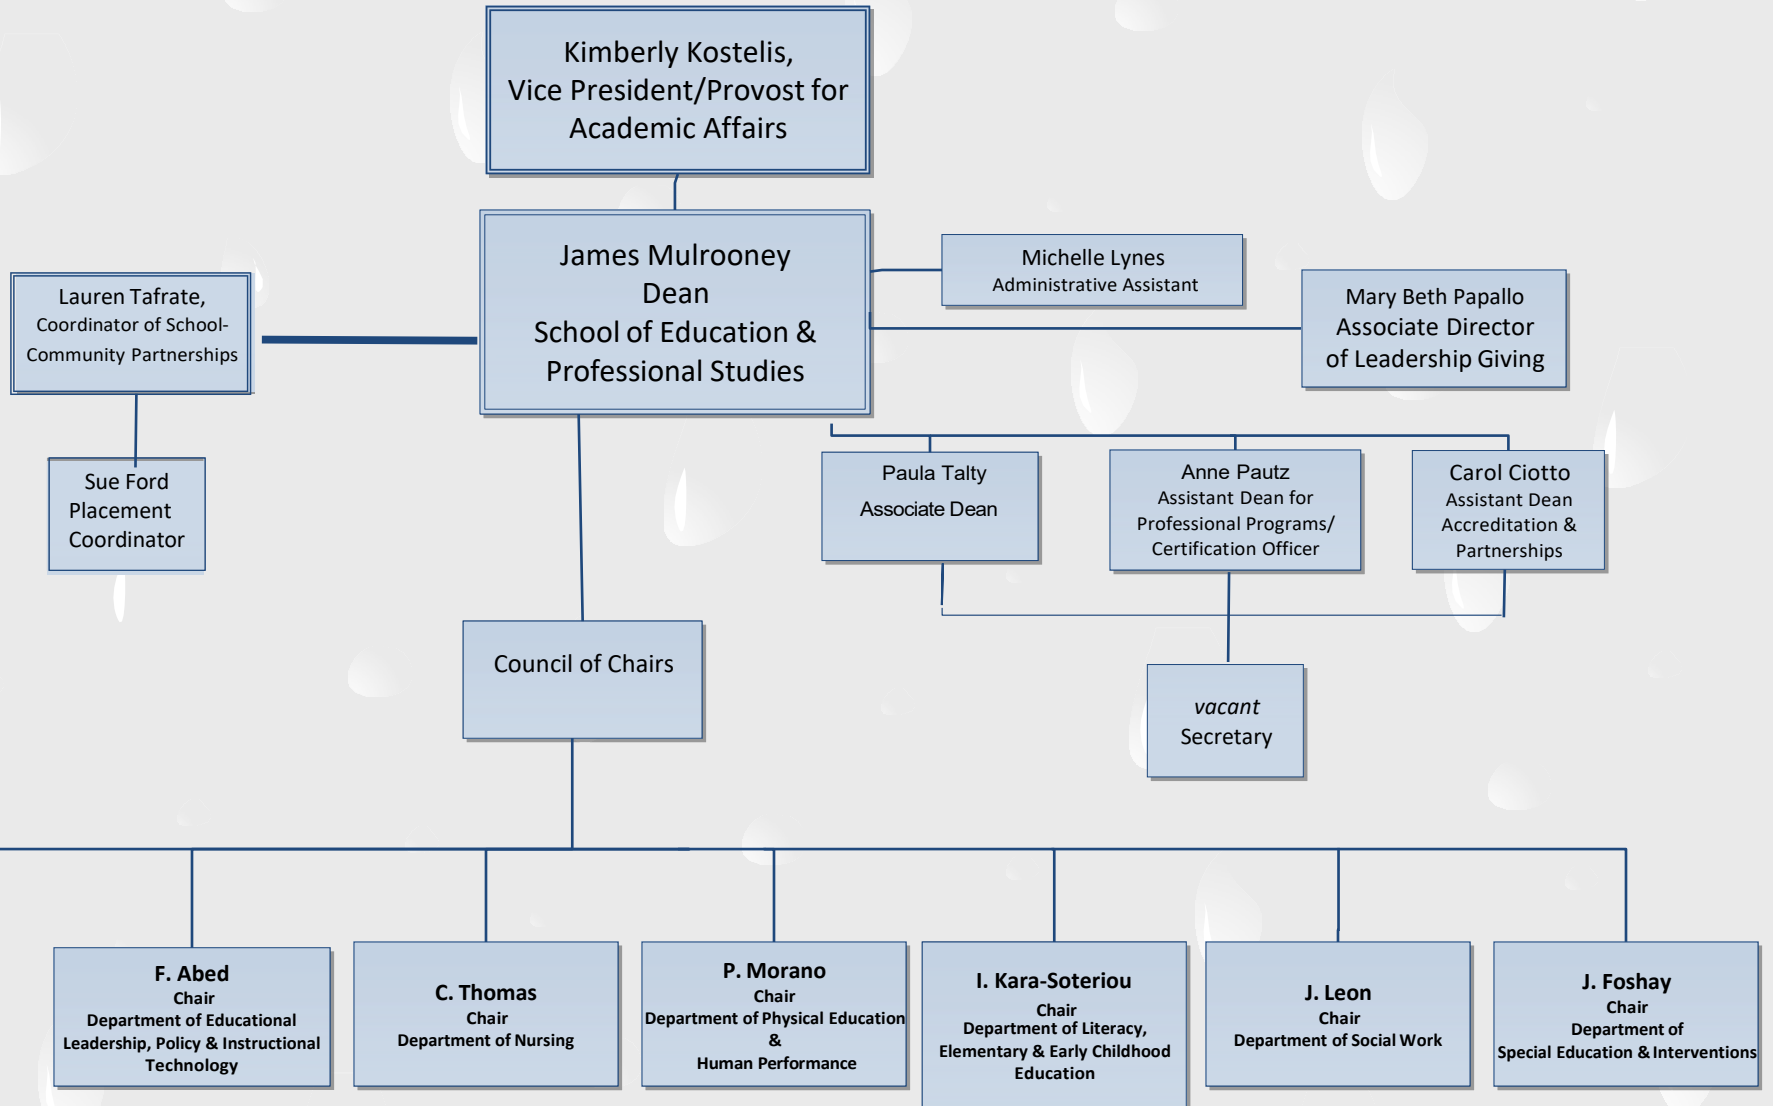 Kimberly Kostelis,
Vice President/Provost for
Academic Affairs
James Mulrooney
Dean
School of Education &
Professional Studies
Michelle Lynes
Administrative Assistant
Mary Beth Papallo
Associate Director
of Leadership Giving
Lauren Tafrate,
Coordinator of School-
Community Partnerships
Sue Ford
Placement
Coordinator
Paula Talty
Associate Dean
Anne Pautz
Assistant Dean for
Professional Programs/
Certification Officer
Carol Ciotto
Assistant Dean
Accreditation &
Partnerships
Council of Chairs
vacant
Secretary
F. Abed
Chair
Department of Educational
Leadership, Policy & Instructional
Technology
C. Thomas
Chair
Department of Nursing
P. Morano
Chair
Department of Physical Education
&
Human Performance
I. Kara-Soteriou
Chair
Department of Literacy,
Elementary & Early Childhood
Education
J. Leon
Chair
Department of Social Work
J. Foshay
Chair
Department of
Special Education & Interventions